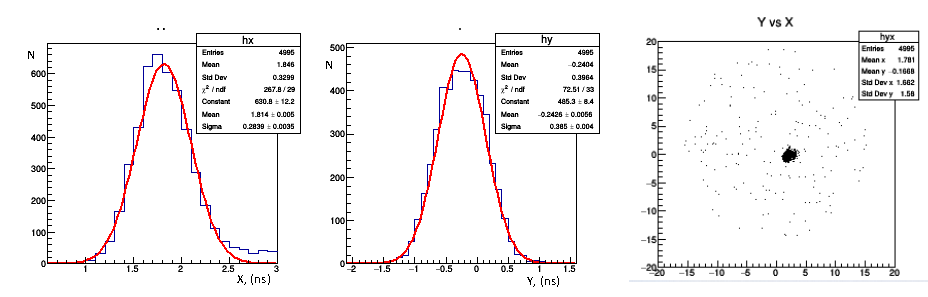 hx
Entries 4995
Mean 1.846
Std Dev 0.3299
χ² / ndf 267.8 / 29
Constant 630.8 ± 12.2
Mean 1.814 ± 0.005
Sigma 0.2839 ± 0.0035
N
600
500
400
300
200
100
0
1 1.5 2 2.5 3
X, (ns)
hy
Entries 4995
Mean -0.2404
Std Dev 0.3964
χ² / ndf 72.51 / 33
Constant 485.3 ± 8.4
Mean -0.2426 ± 0.0056
Sigma 0.385 ± 0.004
N
500
400
300
200
100
0
-2 -1.5 -1 -0.5 0 0.5 1 1.5
Y, (ns)
Y vs X
hyx
Entries 4995
Mean x 1.781
Mean y -0.1668
Std Dev x 1.662
Std Dev y 1.58
20
15
10
5
0
-5
-10
-15
-20
-20 -15 -10 -5 0 5 10 15 20